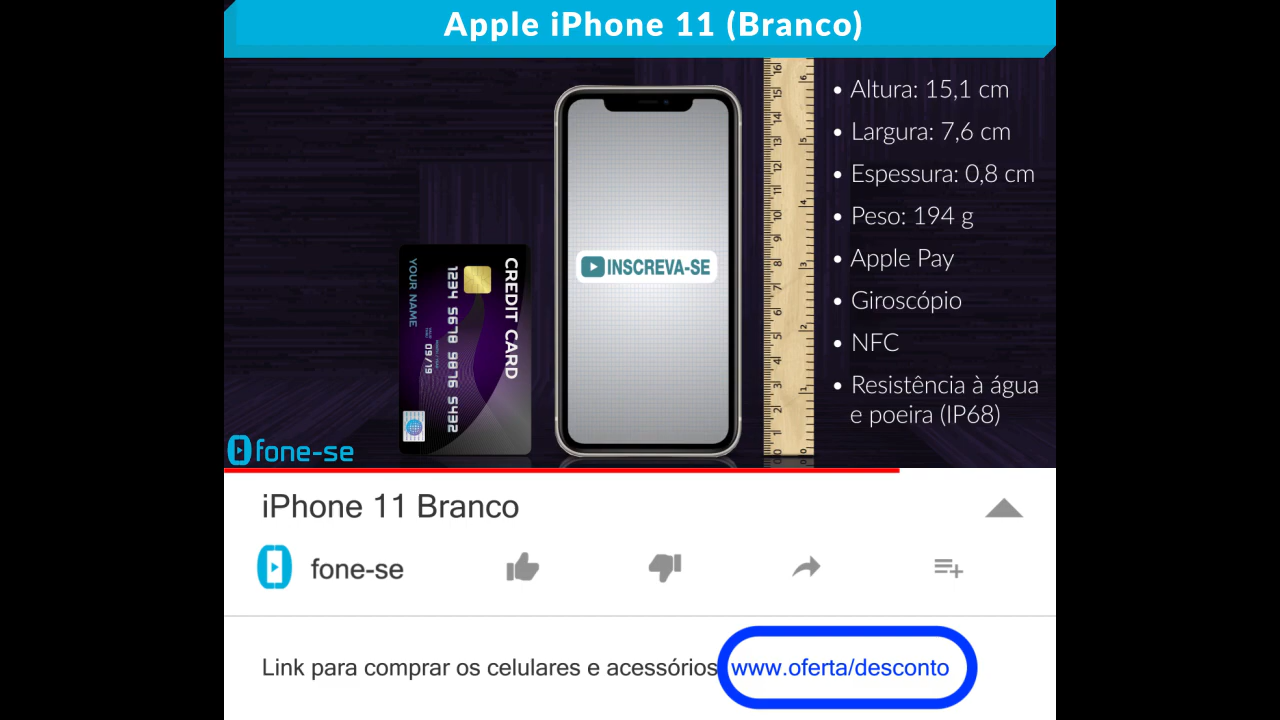 Apple iPhone 11 (Branco)
• Altura: 15,1 cm
• Largura: 7,6 cm
• Espessura: 0,8 cm
• Peso: 194 g
• Apple Pay
• Giroscópio
• NFC
• Resistência à água
e poeira (IP68)
INSCREVA-SE
CREDIT CARD
1234 5678 8795 9876 5432
09/19
YOUR NAME
fone-se
iPhone 11 Branco
fone-se
Link para comprar os celulares e acessórios www.oferta/desconto